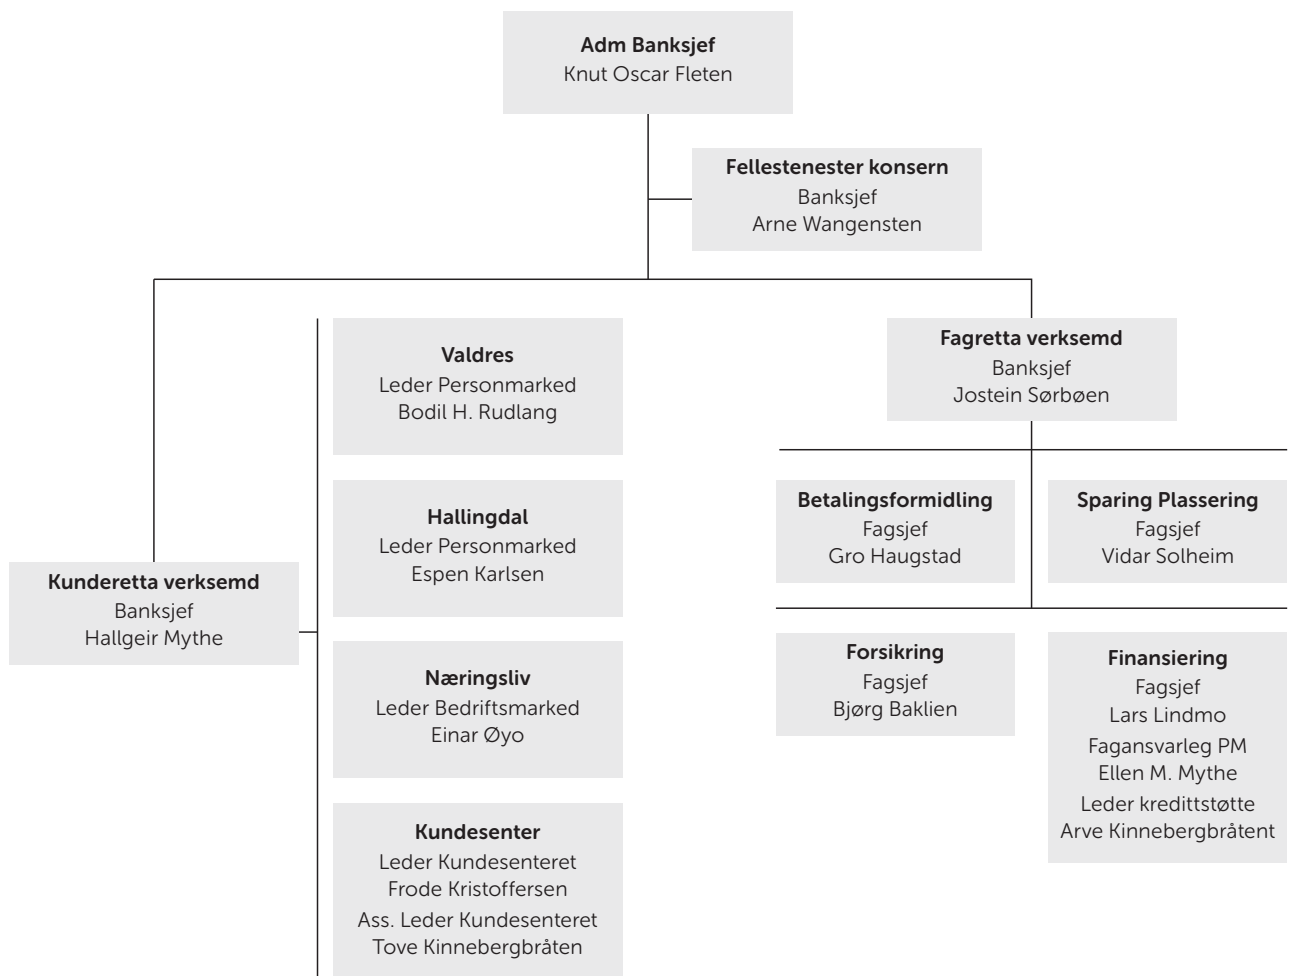 Adm Banksjef
Knut Oscar Fleten
Fellestenester konsern
Banksjef
Arne Wangensten
Kunderetta verksemd
Banksjef
Hallgeir Mythe
Valdres
Leder Personmarked
Bodil H. Rudlang
Hallingdal
Leder Personmarked
Espen Karlsen
Næringsliv
Leder Bedriftsmarked
Einar Øyo
Kundesenter
Leder Kundesenteret
Frode Kristoffersen
Ass. Leder Kundesenteret
Tove Kinnebergbråten
Fagretta verksemd
Banksjef
Jostein Sørbøen
Betalingsformidling
Fagsjef
Gro Haugstad
Sparing Plassering
Fagsjef
Vidar Solheim
Forsikring
Fagsjef
Bjørg Baklien
Finansiering
Fagsjef
Lars Lindmo
Fagansvarleg PM
Ellen M. Mythe
Leder kredittstøtte
Arve Kinnebergbråtent